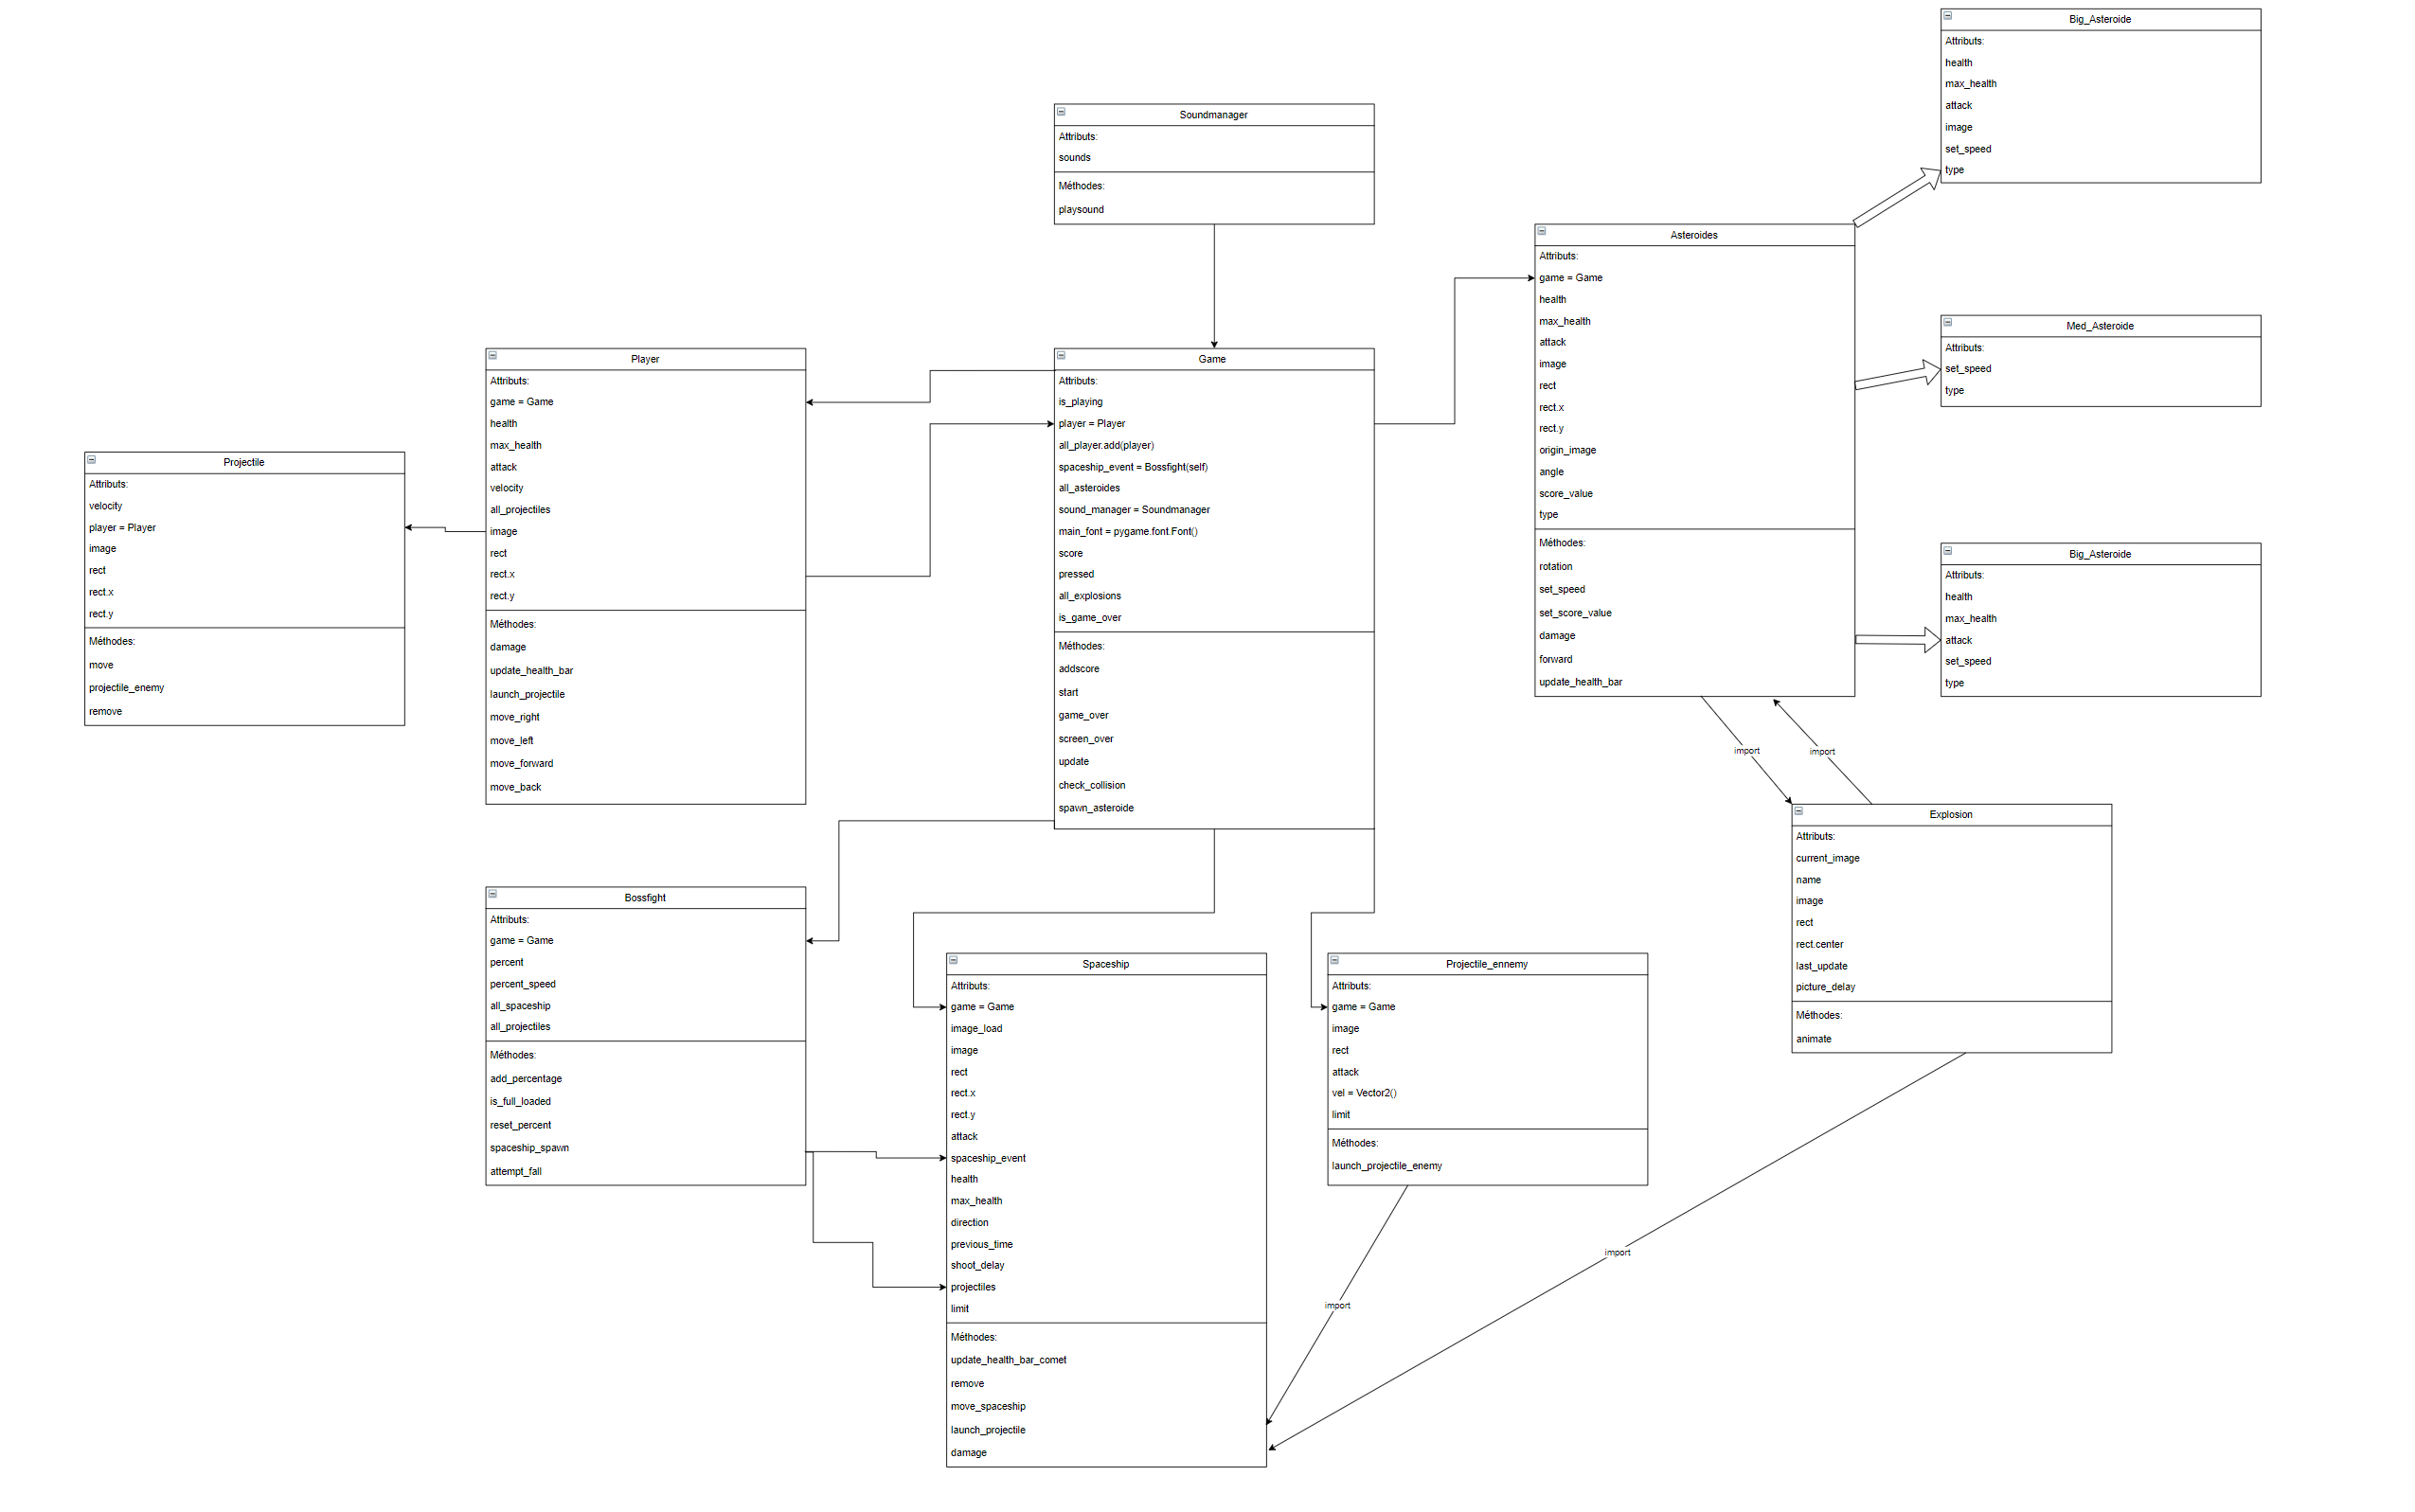 Big_Asteroide
Attributs:
health
max_health
attack
image
set_speed
type
Soundmanager
Attributs:
sounds
Méthodes:
playsound
Asteroides
Attributs:
game = Game
health
max_health
attack
image
rect
rect.x
rect.y
origin_image
angle
score_value
type
Méthodes:
rotation
set_speed
set_score_value
damage
forward
update_health_bar
Med_Asteroide
Attributs:
set_speed
type
Player
Attributs:
game = Game
health
max_health
attack
velocity
all_projectiles
image
rect
rect.x
rect.y
Méthodes:
damage
update_health_bar
launch_projectile
move_right
move_left
move_forward
move_back
Game
Attributs:
is_playing
player = Player
all_player.add(player)
spaceship_event = Bossfight(self)
all_asteroides
sound_manager = Soundmanager
main_font = pygame.font.Font()
score
pressed
all_explosions
is_game_over
Méthodes:
addscore
start
game_over
screen_over
update
check_collision
spawn_asteroide
Projectile
Attributs:
velocity
player = Player
image
rect
rect.x
rect.y
Méthodes:
move
projectile_enemy
remove
Big_Asteroide
Attributs:
health
max_health
attack
set_speed
type
import
import
Explosion
Attributs:
current_image
name
image
rect
rect.center
last_update
picture_delay
Méthodes:
animate
Bossfight
Attributs:
game = Game
percent
percent_speed
all_spaceship
all_projectiles
Méthodes:
add_percentage
is_full_loaded
reset_percent
spaceship_spawn
attempt_fall
Spaceship
Attributs:
game = Game
image_load
image
rect
rect.x
rect.y
attack
spaceship_event
health
max_health
direction
previous_time
shoot_delay
projectiles
limit
Méthodes:
update_health_bar_comet
remove
move_spaceship
launch_projectile
damage
Projectile_ennemy
Attributs:
game = Game
image
rect
attack
vel = Vector2()
limit
Méthodes:
launch_projectile_enemy
import
import